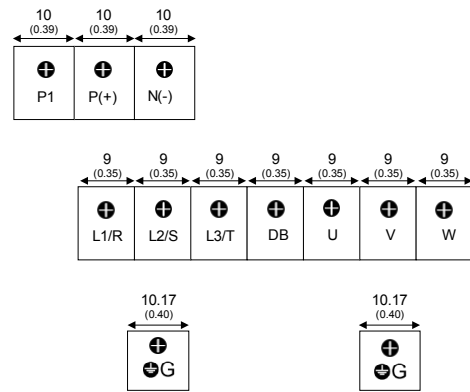 10 10 10
(0.39) (0.39) (0.39)
P1 P(+) N(-)
9 9 9 9 9 9 9
(0.35) (0.35) (0.35) (0.35) (0.35) (0.35) (0.35)
L1/R L2/S L3/T DB U V W
10.17 10.17
(0.40) (0.40)
G G